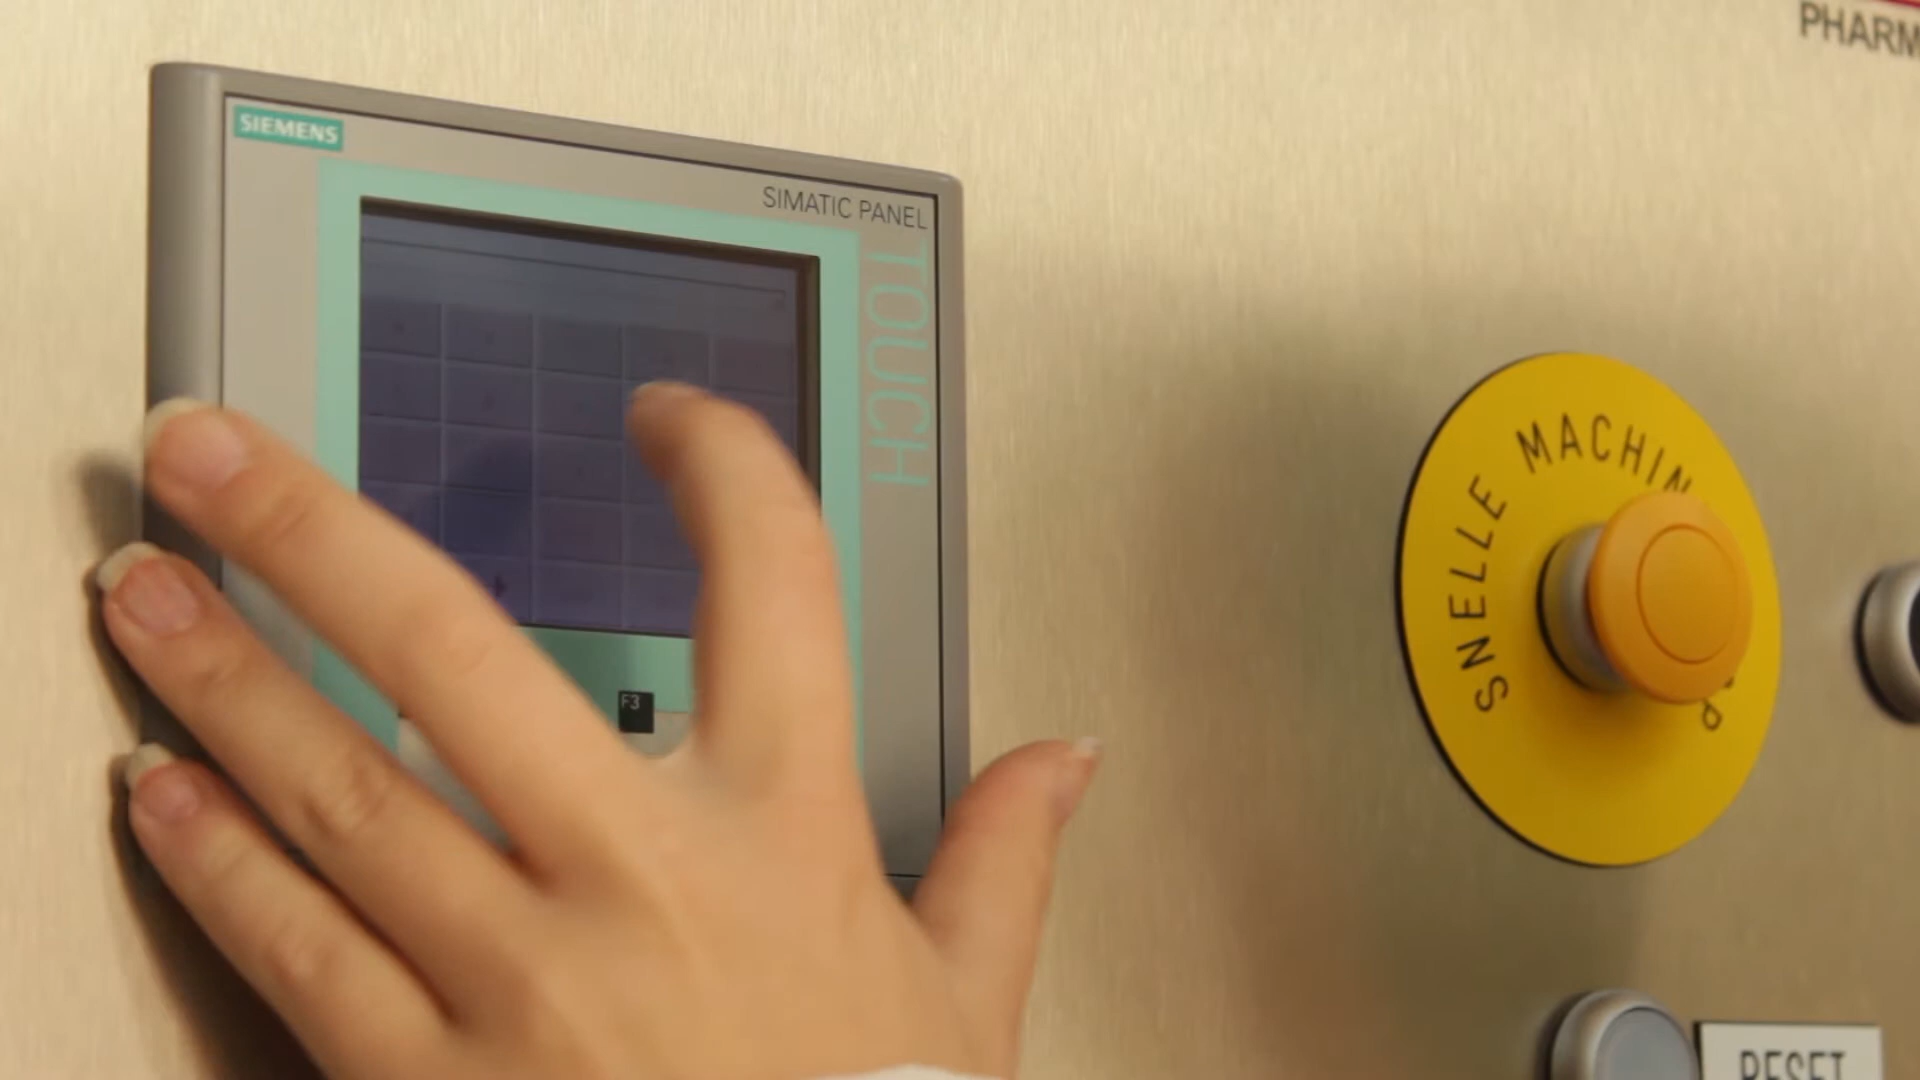 PHARM
SIEMENS
SIMATIC PANEL
TOUCH
SNELLE MACHIN
P
F3
RESET